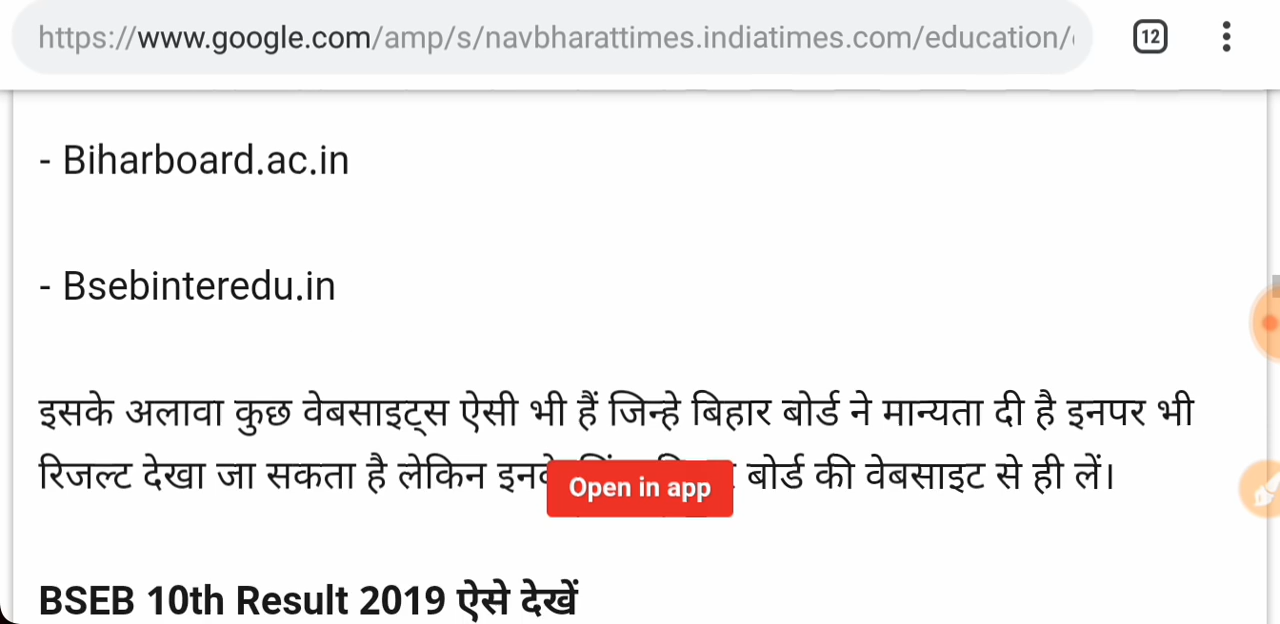 https://www.google.com/amp/s/navbharattimes.indiatimes.com/education/
12
- Biharboard.ac.in
- Bsebinteredu.in
इसके अलावा कुछ वेबसाइट्स ऐसी भी हैं जिन्हे बिहार बोर्ड ने मान्यता दी है इनपर भी
रिजल्ट देखा जा सकता है लेकिन बोर्ड की वेबसाइट से ही लें।
Open in app
BSEB 10th Result 2019 ऐसे देखें